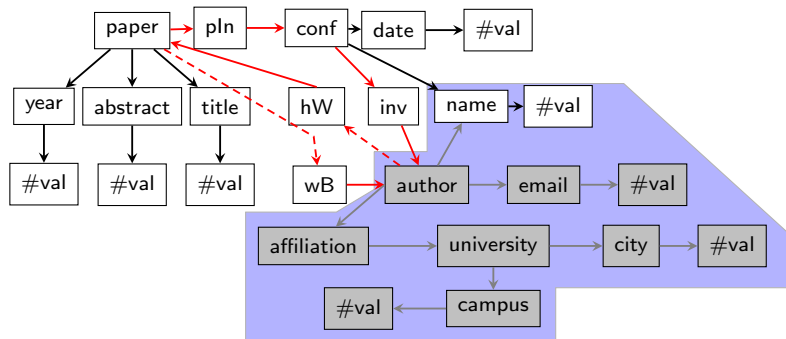 paper pIn conf date #val
year abstract title hW inv name #val
#val #val #val wB author email #val
affiliation university city #val
#val campus